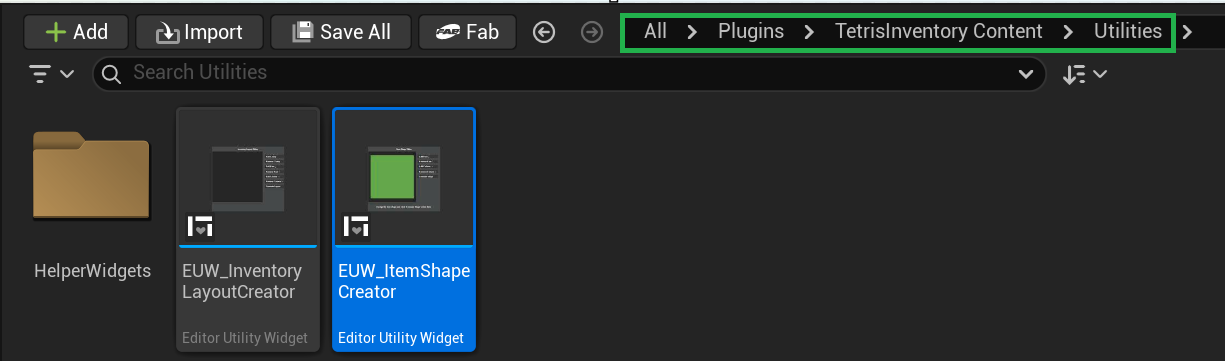 Add Import Save All Fab All Plugins TetrisInventory Content Utilities
Search Utilities
HelperWidgets
EUW_Inventory
LayoutCreator
Editor Utility Widget
EUW_ItemShape
Creator
Editor Utility Widget